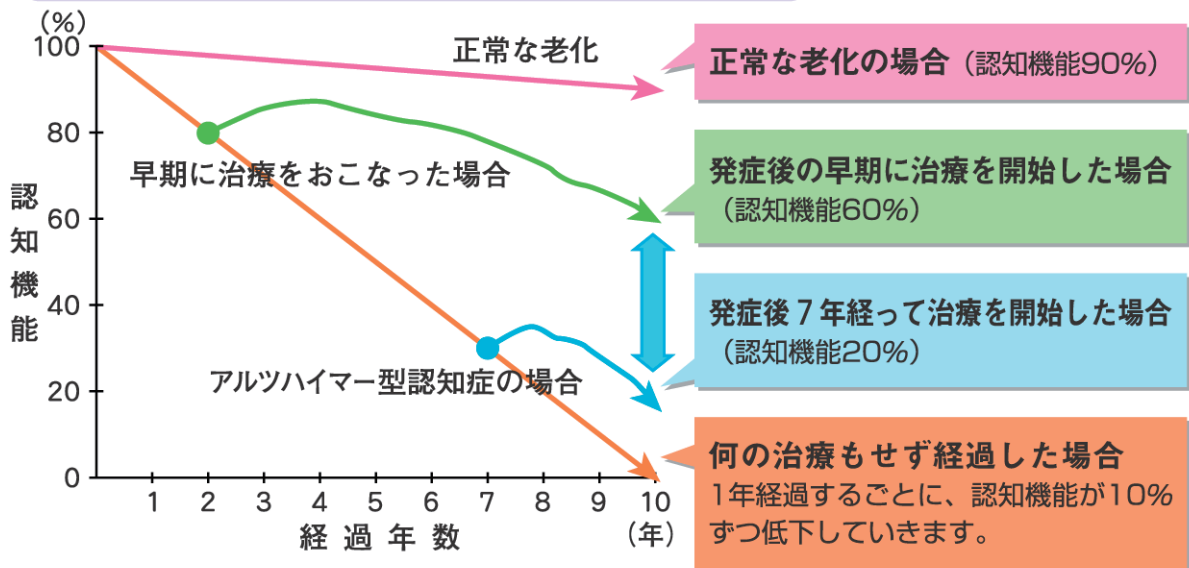 (%)
100
80
60
40
20
0
認知機能
1 2 3 4 5 6 7 8 9 10
(年)
経過年数
正常な老化
早期に治療をおこなった場合
アルツハイマー型認知症の場合
正常な老化の場合（認知機能90%）
発症後の早期に治療を開始した場合
（認知機能60%）
発症後7年経って治療を開始した場合
（認知機能20%）
何の治療もせず経過した場合
1年経過するごとに、認知機能が10%
ずつ低下していきます。